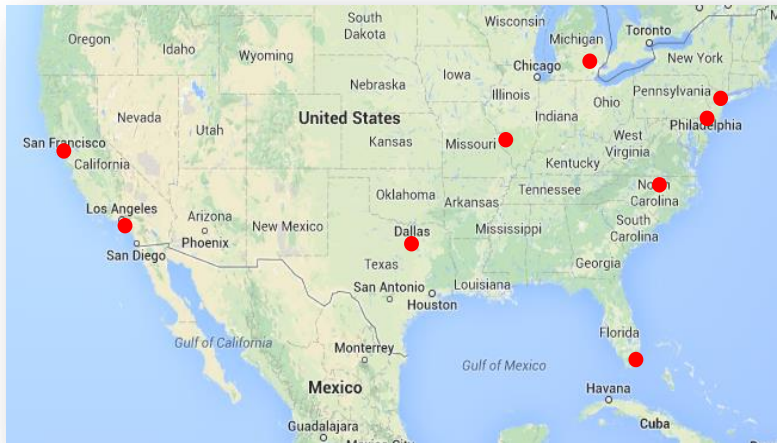 South
Dakota
Wisconsin
Michigan
Toronto
Oregon
Idaho
Wyoming
New York
Chicago
Iowa
Nebraska
Pennsylvania
Illinois
Ohio
Nevada
United States
Indiana
Philadelphia
Utah
San Francisco
California
Kansas
Missouri
West
Virginia
Kentucky
Oklahoma
Tennessee
North
Carolina
Arkansas
Los Angeles
Arizona
Phoenix
New Mexico
Dallas
Mississippi
South
Carolina
San Diego
Texas
Georgia
San Antonio
Louisiana
Houston
Gulf of California
Florida
Monterrey
Gulf of Mexico
Mexico
Havana
Cuba
Guadalajara